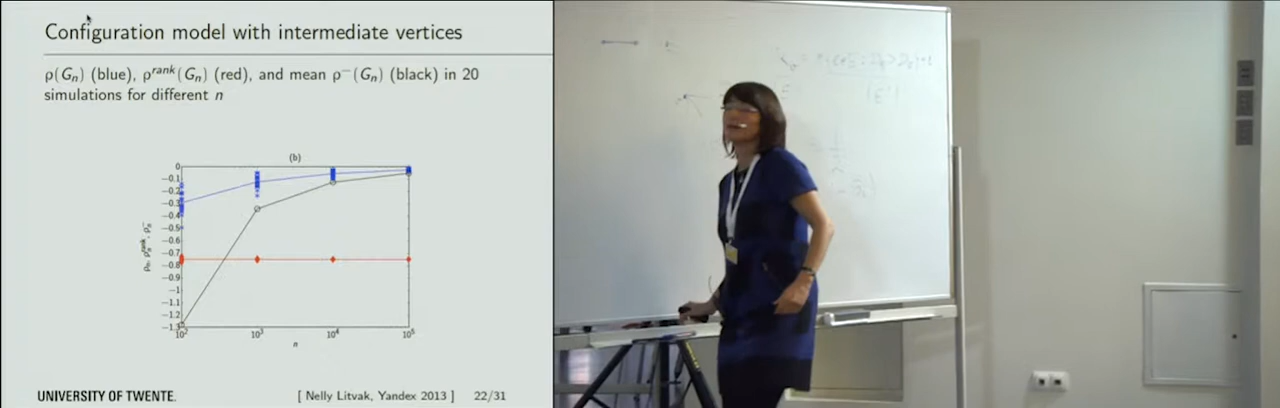 Configuration model with intermediate vertices
ρ(Gₙ) (blue), ρʳᵃⁿᵏ(Gₙ) (red), and mean ρ⁻(Gₙ) (black) in 20
simulations for different n
(b)
0
−0.1
−0.2
−0.3
−0.4
−0.5
−0.6
−0.7
−0.8
−0.9
−1
−1.1
−1.2
−1.3
ρₙ, ρₙʳᵃⁿᵏ, ρₙ⁻
10² 10³ 10⁴ 10⁵
n
UNIVERSITY OF TWENTE. [ Nelly Litvak, Yandex 2013 ] 22/31